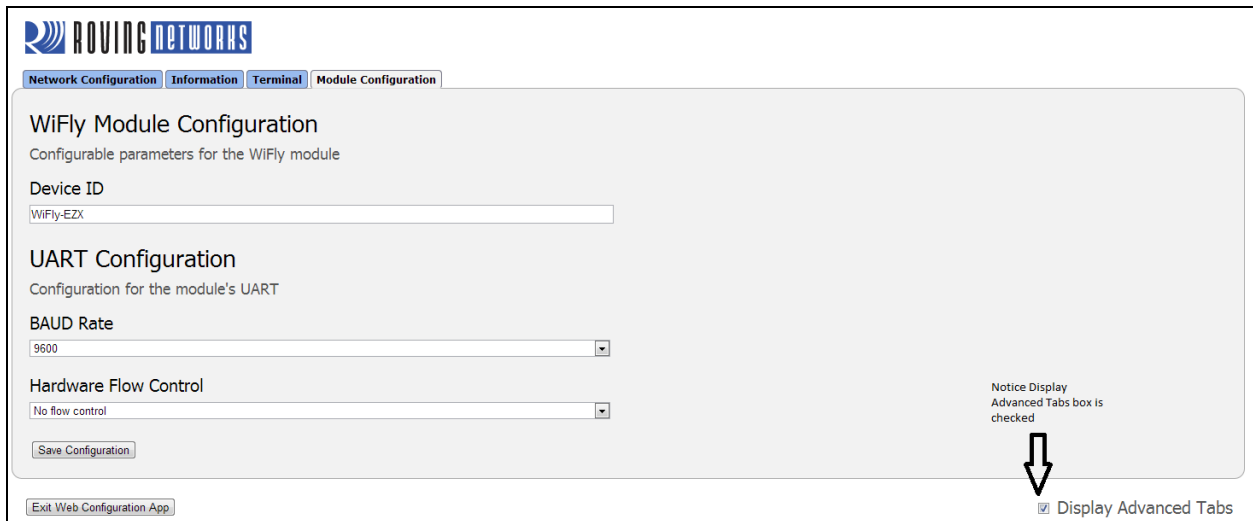 ROVING NETWORKS
Network Configuration Information Terminal Module Configuration
WiFly Module Configuration
Configurable parameters for the WiFly module
Device ID
WiFly-EZX
UART Configuration
Configuration for the module's UART
BAUD Rate
9600
Hardware Flow Control
No flow control
Notice Display
Advanced Tabs box is
checked
Save Configuration
Exit Web Configuration App
Display Advanced Tabs